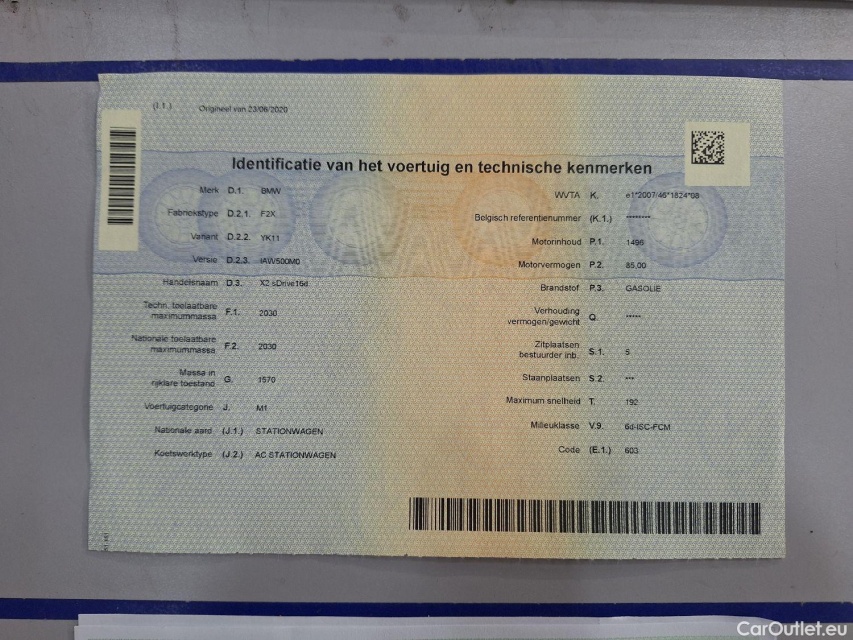 (I.1.) Origineel van 23/06/2020
Identificatie van het voertuig en technische kenmerken
Merk D.1. BMW
Fabriekstype D.2.1. F2X
Variant D.2.2. YK11
Versie D.2.3. IAW500M0
Handelsnaam D.3. X2 sDrive16d
Techn. toelaatbare
maximummassa F.1. 2030
Nationale toelaatbare
maximummassa F.2. 2030
Massa in
rijklare toestand G. 1570
Voertuigcategorie J. M1
Nationale aard (J.1.) STATIONWAGEN
Koetswerktype (J.2.) AC STATIONWAGEN
WVTA K. e1*2007/46*1824*08
Belgisch referentienummer (K.1.) ********
Motorinhoud P.1. 1496
Motorvermogen P.2. 85,00
Brandstof P.3. GASOLIE
Verhouding
vermogen/gewicht Q. *****
Zitplaatsen
bestuurder inb. S.1. 5
Staanplaatsen S.2. ***
Maximum snelheid T. 192
Milieuklasse V.9. 6d-ISC-FCM
Code (E.1.) 603
CarOutlet.eu